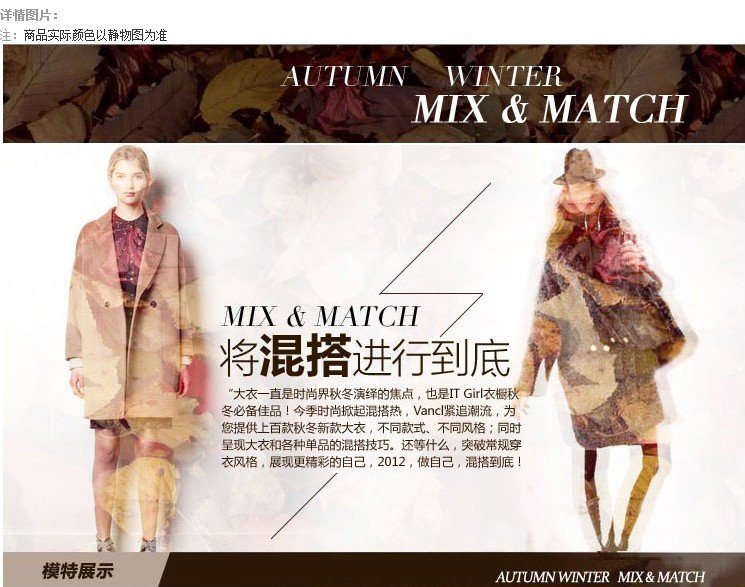 详情图片：
注：商品实际颜色以静物图为准
AUTUMN WINTER
MIX & MATCH
MIX & MATCH
将混搭进行到底
“大衣一直是时尚界秋冬演绎的焦点，也是IT Girl衣橱秋
冬必备佳品！今季时尚掀起混搭热，Vancl紧追潮流，为
您提供上百款秋冬新款大衣，不同款式、不同风格；同时
呈现大衣和各种单品的混搭技巧。还等什么，突破常规穿
衣风格，展现更精彩的自己，2012，做自己，混搭到底！
模特展示
AUTUMN WINTER MIX & MATCH